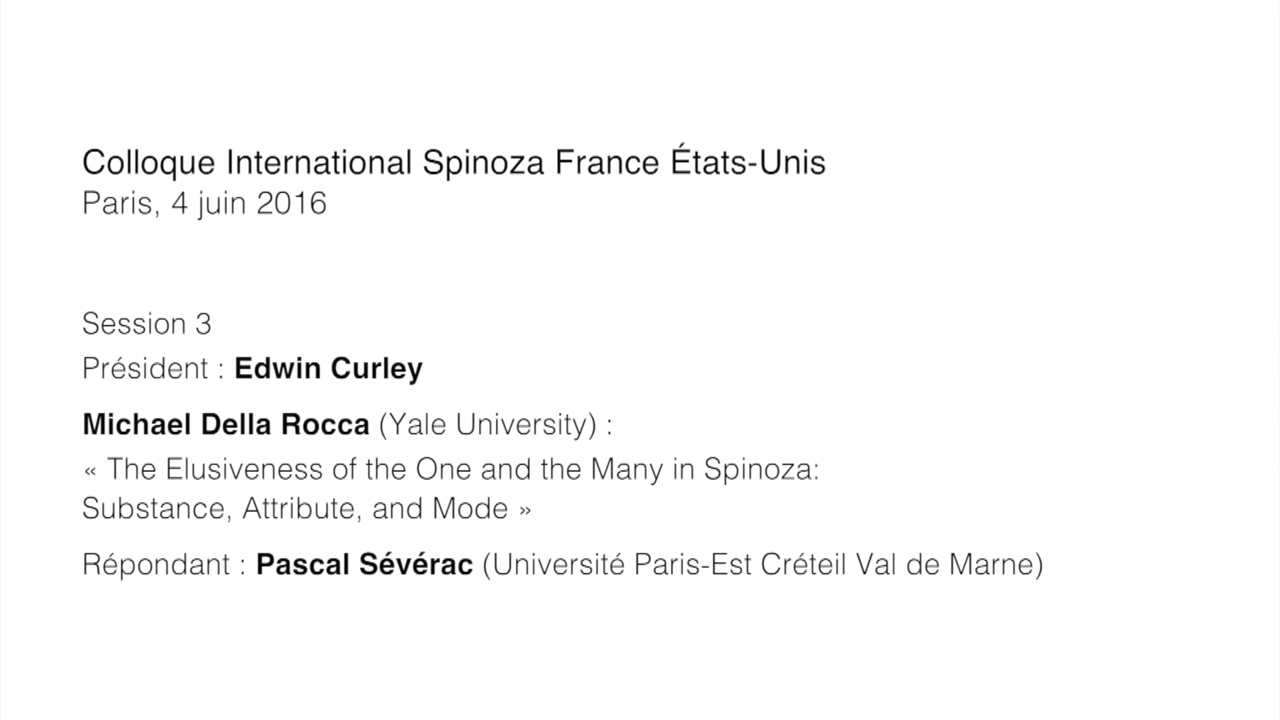 Colloque International Spinoza France États-Unis
Paris, 4 juin 2016
Session 3
Président : Edwin Curley
Michael Della Rocca (Yale University) :
« The Elusiveness of the One and the Many in Spinoza:
Substance, Attribute, and Mode »
Répondant : Pascal Sévérac (Université Paris-Est Créteil Val de Marne)